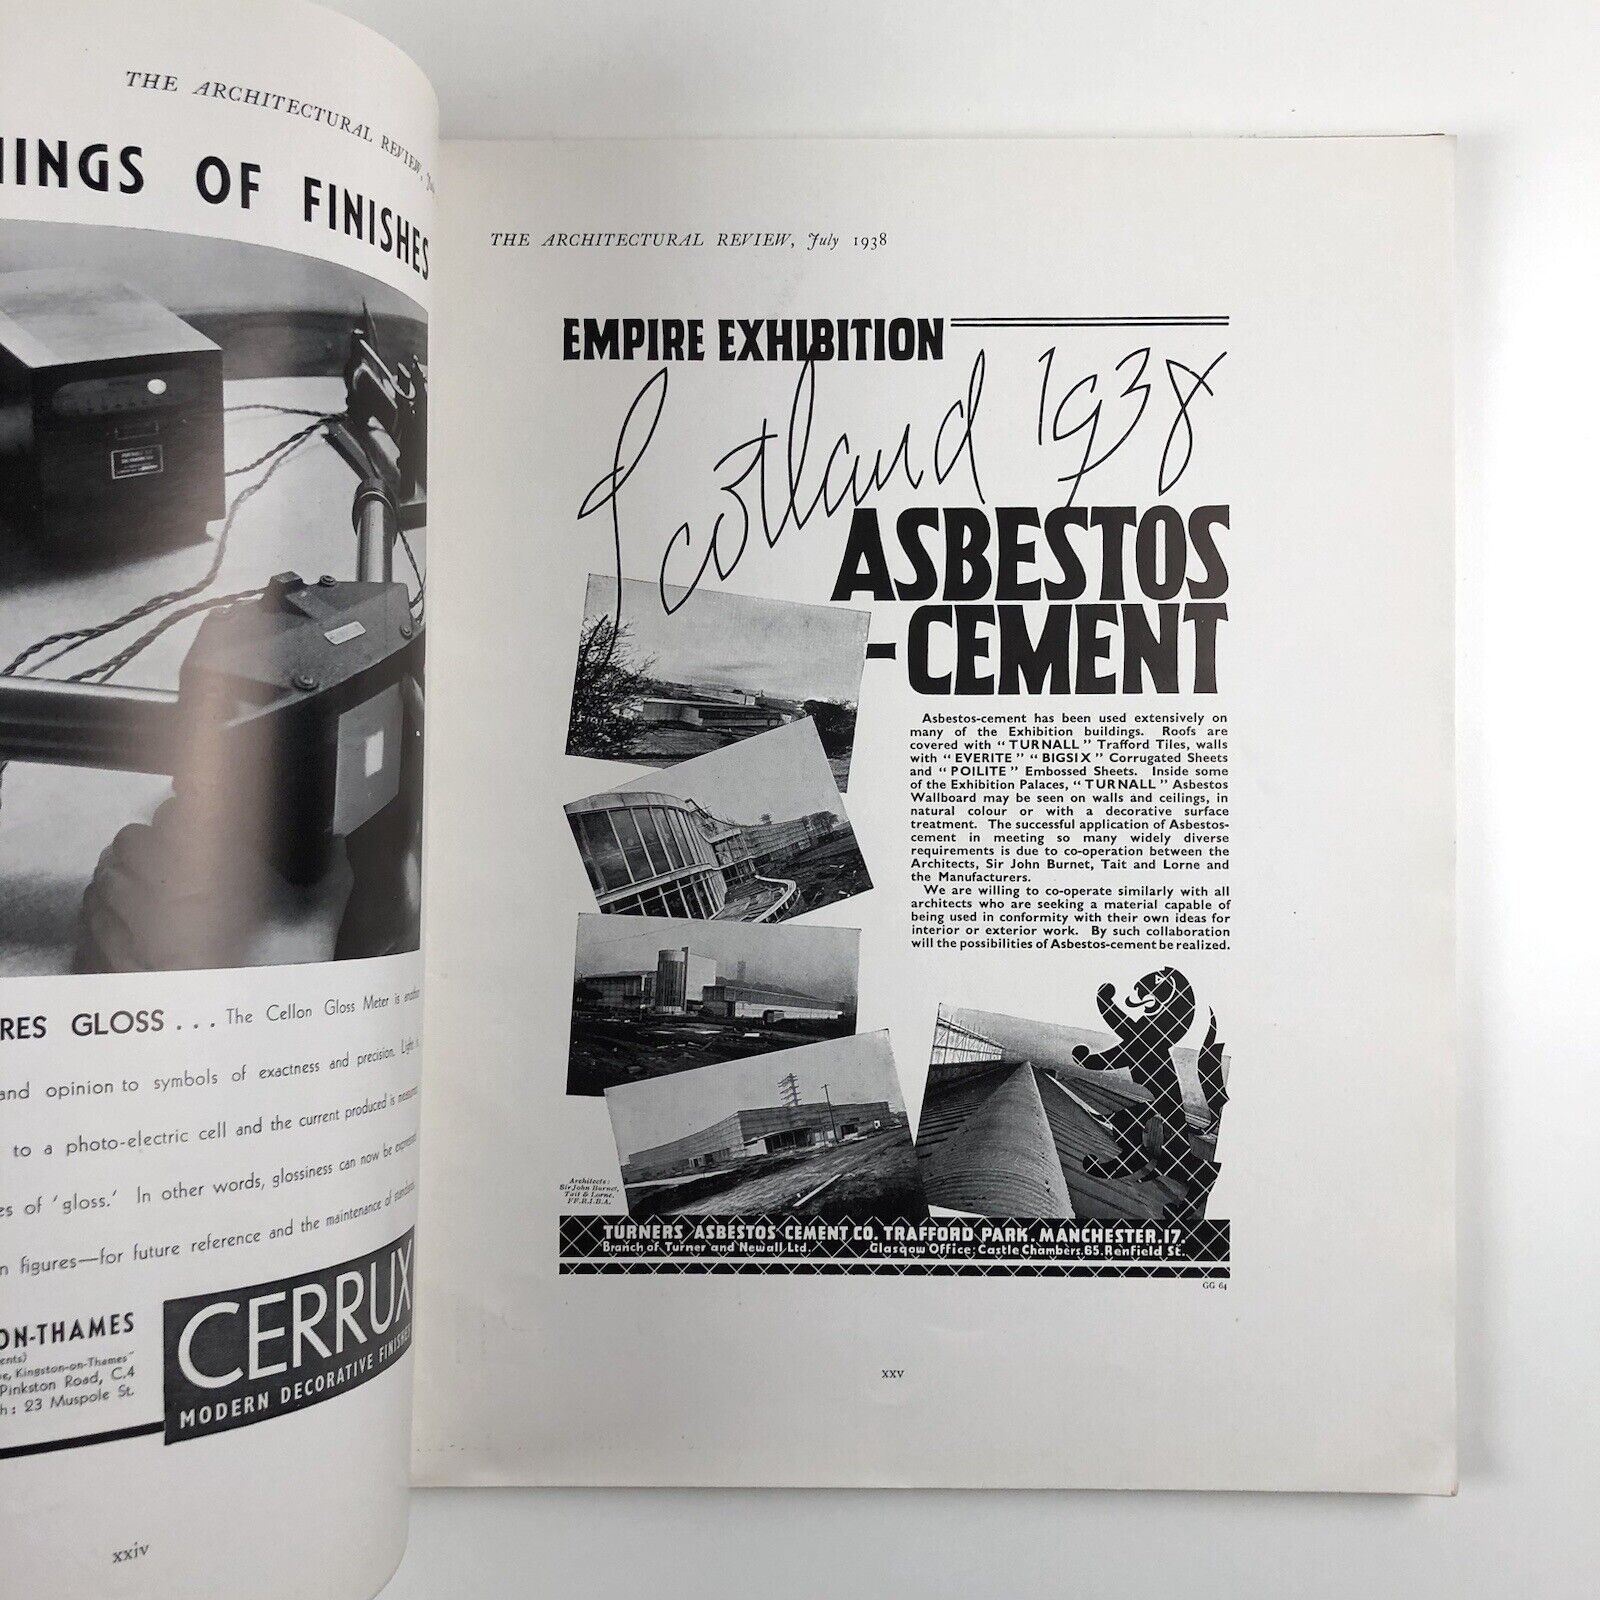 THE ARCHITECTURAL REVIEW,
OF FINISHES
RES GLOSS . . . The Cellon Gloss Meter is another
and opinion to symbols of exactness and precision. Light is
to a photo-electric cell and the current produced is measured
es of 'gloss.' In other words, glossiness can now be expressed
figures—for future reference and the maintenance of standards.
ON-THAMES
Kingston-on-Thames"
Pinkston Road, C.4
h: 23 Muspole St.
CERRUX
MODERN DECORATIVE FINISHES
xxiv
THE ARCHITECTURAL REVIEW, July 1938
EMPIRE EXHIBITION
Scotland 1938
ASBESTOS
-CEMENT
Asbestos-cement has been used extensively on
many of the Exhibition buildings. Roofs are
covered with "TURNALL" Trafford Tiles, walls
with "EVERITE" "BIGSIX" Corrugated Sheets
and "POILITE" Embossed Sheets. Inside some
of the Exhibition Palaces, "TURNALL" Asbestos
Wallboard may be seen on walls and ceilings, in
natural colour or with a decorative surface
treatment. The successful application of Asbestos-
cement in meeting so many widely diverse
requirements is due to co-operation between the
Architects, Sir John Burnet, Tait and Lorne and
the Manufacturers.
We are willing to co-operate similarly with all
architects who are seeking a material capable of
being used in conformity with their own ideas for
interior or exterior work. By such collaboration
will the possibilities of Asbestos-cement be realized.
Architects:
Sir John Burnet,
Tait & Lorne,
FF.R.I.B.A.
TURNERS ASBESTOS CEMENT CO. TRAFFORD PARK, MANCHESTER.17.
Branch of Turner and Newall Ltd. Glasgow Office: Castle Chambers, 65, Renfield St.
GG 64
xxv